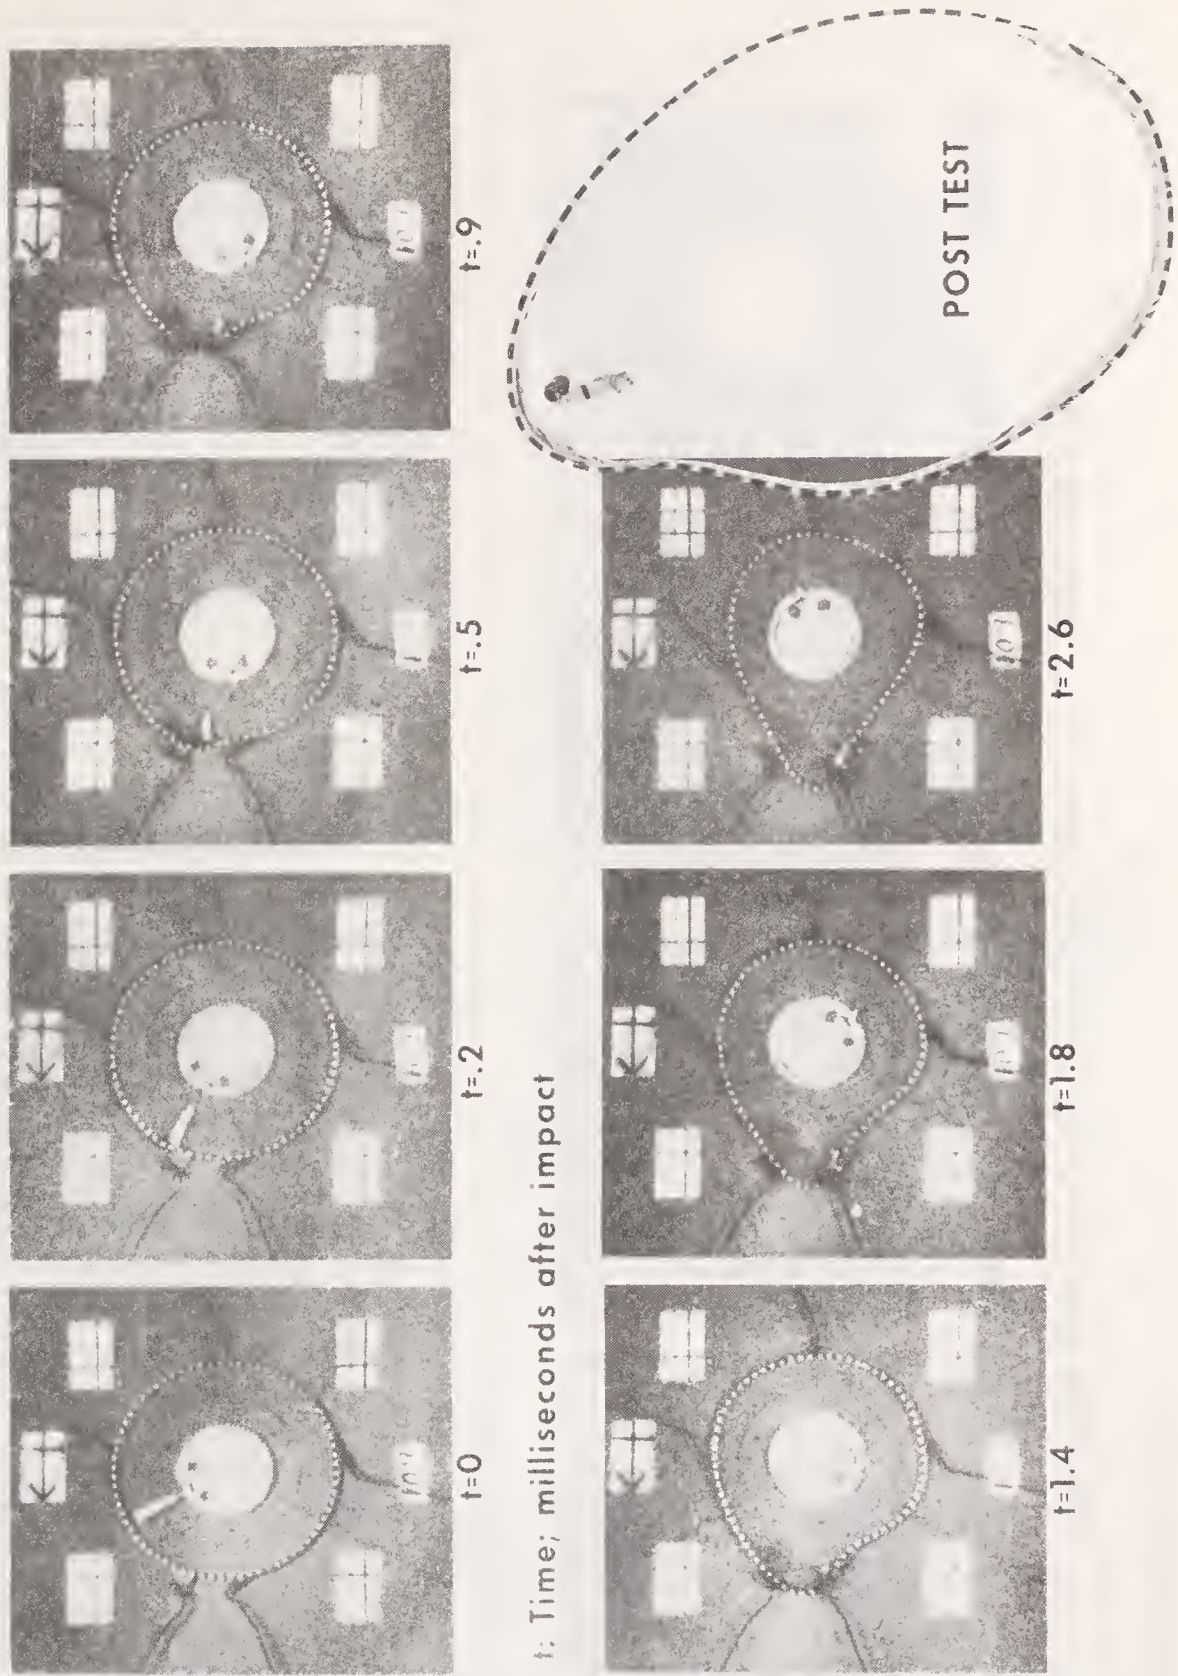 t=0
t=.2
t=.5
t=.9
t: Time; milliseconds after impact
t=1.4
t=1.8
t=2.6
POST TEST